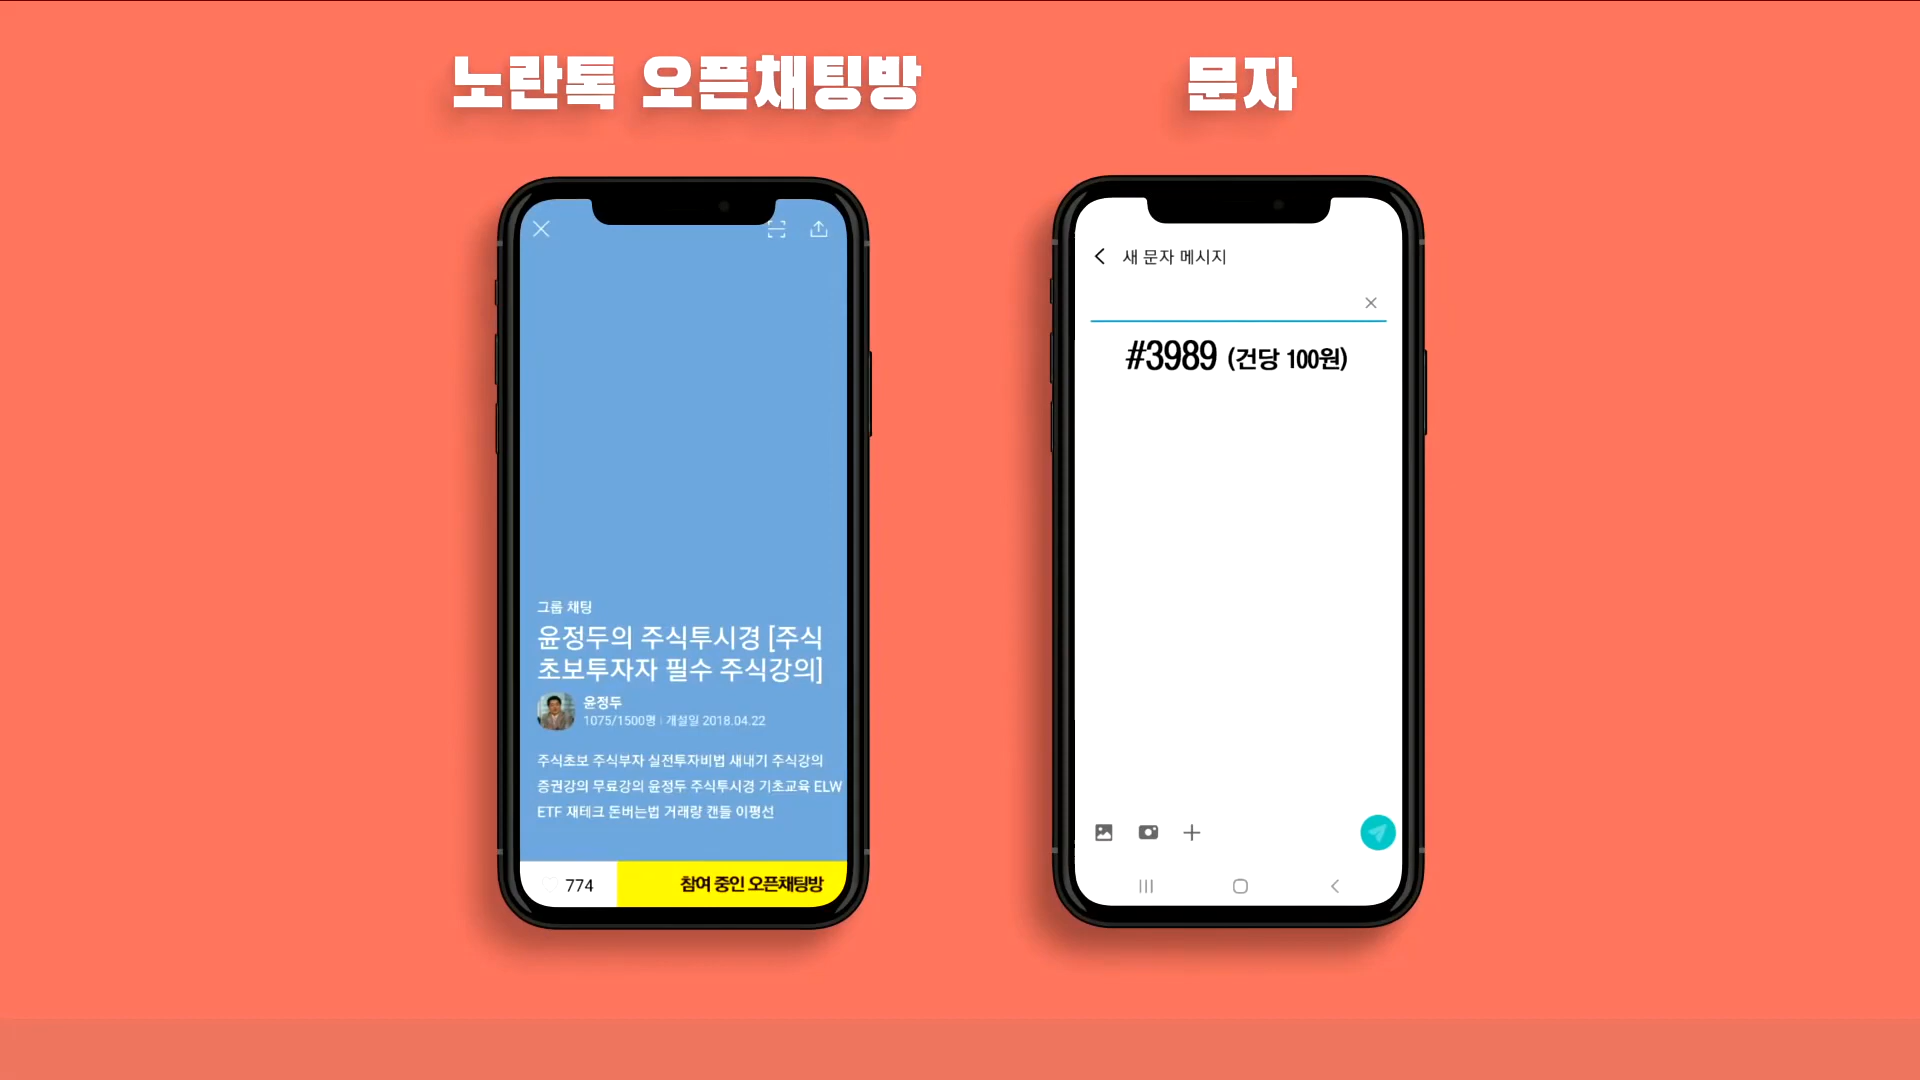 노란톡 오픈채팅방
문자
그룹 채팅
윤정두의 주식투시경 [주식
초보투자자 필수 주식강의]
윤정두
1075/1500명 | 개설일 2018.04.22
주식초보 주식부자 실전투자비법 새내기 주식강의
증권강의 무료강의 윤정두 주식투시경 기초교육 ELW
ETF 재테크 돈버는법 거래량 캔들 이평선
774
참여 중인 오픈채팅방
새 문자 메시지
#3989 (건당 100원)